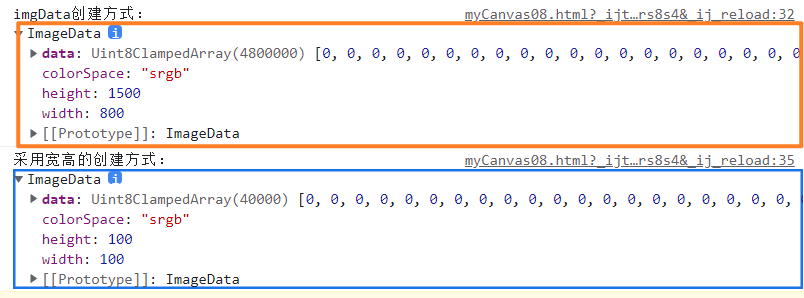 imgData创建方式： myCanvas08.html?_ijt…rs8s4&_ij_reload:32
▼ ImageData i
▶ data: Uint8ClampedArray(4800000) [0, 0, 0, 0, 0, 0, 0, 0, 0, 0, 0, 0, 0, 0, 0, 0, 0, 0, 0, 0
colorSpace: "srgb"
height: 1500
width: 800
▶ [[Prototype]]: ImageData
采用宽高的创建方式： myCanvas08.html?_ijt…rs8s4&_ij_reload:35
▼ ImageData i
▶ data: Uint8ClampedArray(40000) [0, 0, 0, 0, 0, 0, 0, 0, 0, 0, 0, 0, 0, 0, 0, 0, 0, 0, 0, 0,
colorSpace: "srgb"
height: 100
width: 100
▶ [[Prototype]]: ImageData